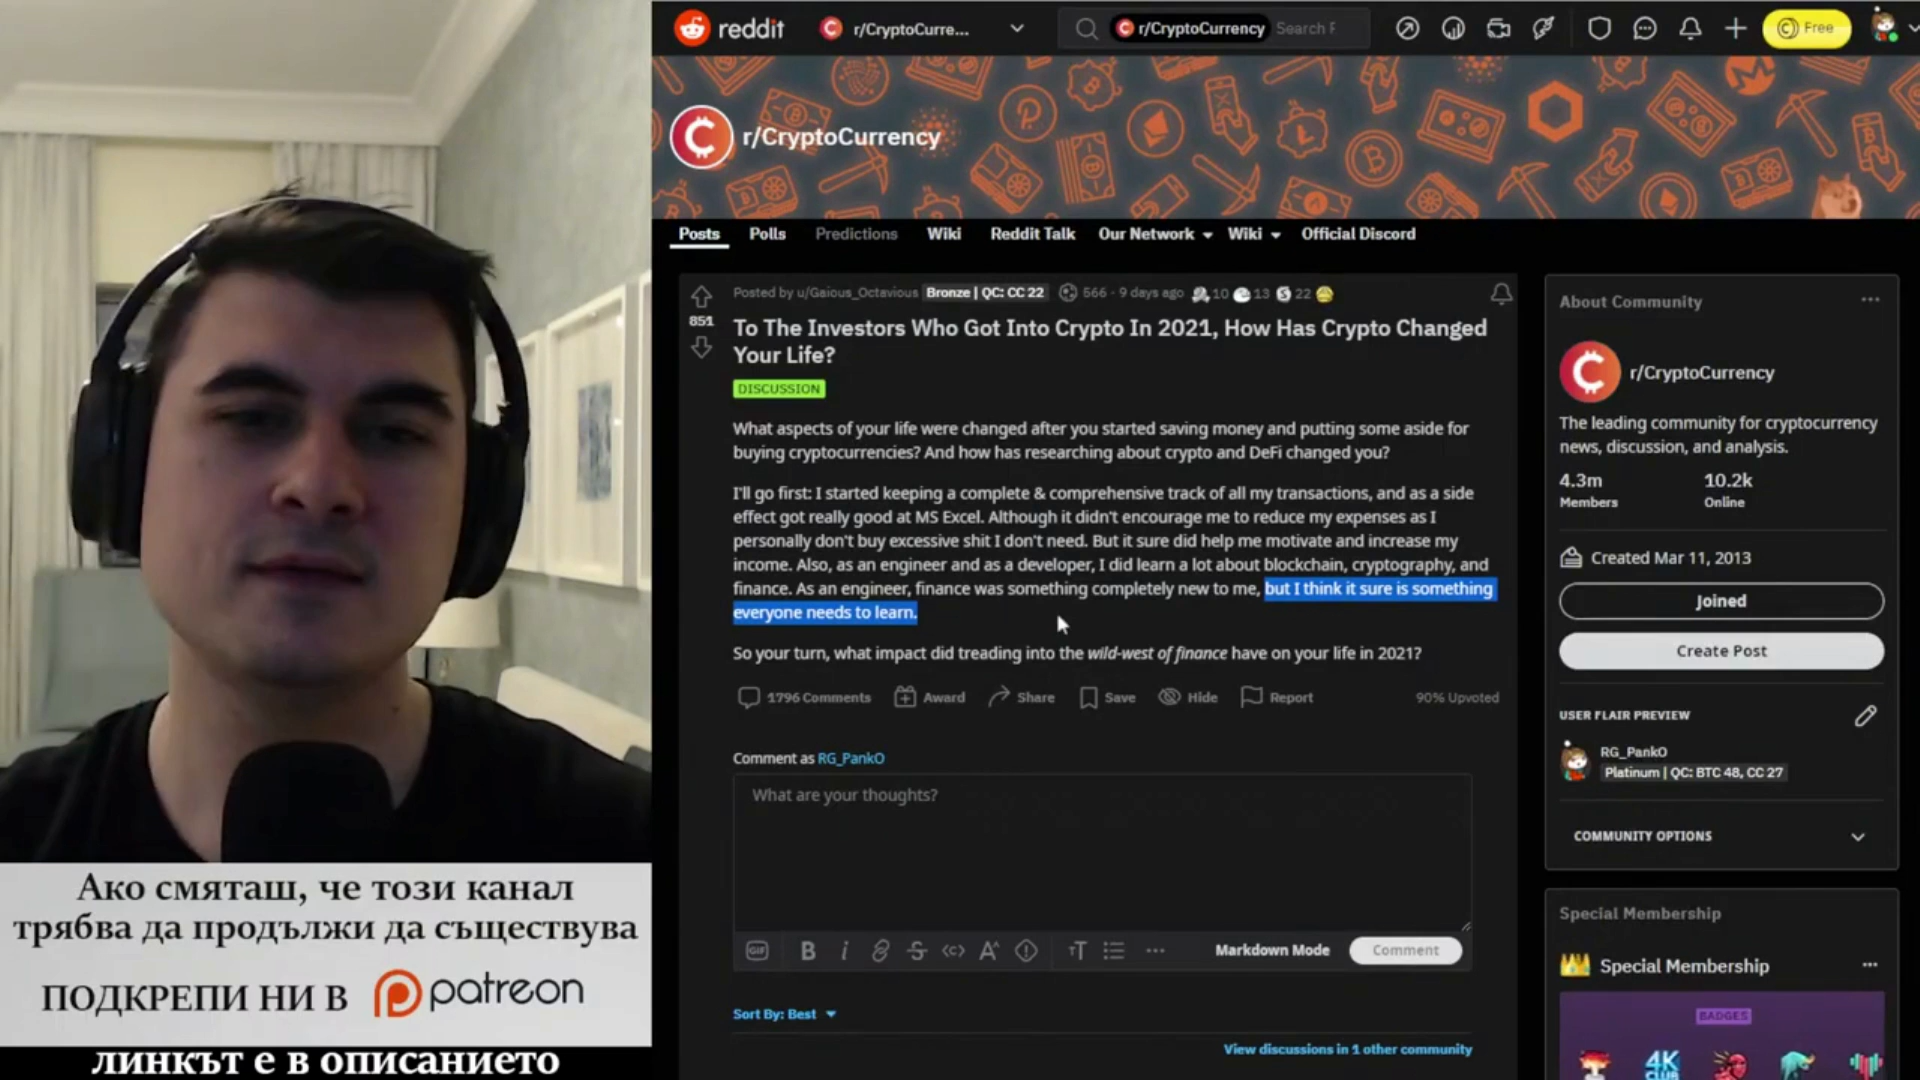 reddit
r/CryptoCurre...
r/CryptoCurrency
Free
r/CryptoCurrency
Posts
Polls
Predictions
Wiki
Reddit Talk
Our Network
Wiki
Official Discord
851
Posted by u/Gaious_Octavious Bronze | QC: CC 22 566 · 9 days ago 10 13 22
To The Investors Who Got Into Crypto In 2021, How Has Crypto Changed
Your Life?
DISCUSSION
What aspects of your life were changed after you started saving money and putting some aside for
buying cryptocurrencies? And how has researching about crypto and DeFi changed you?
I'll go first: I started keeping a complete & comprehensive track of all my transactions, and as a side
effect got really good at MS Excel. Although it didn't encourage me to reduce my expenses as I
personally don't buy excessive shit I don't need. But it sure did help me motivate and increase my
income. Also, as an engineer and as a developer, I did learn a lot about blockchain, cryptography, and
finance. As an engineer, finance was something completely new to me, but I think it sure is something
everyone needs to learn.
So your turn, what impact did treading into the wild-west of finance have on your life in 2021?
1796 Comments
Award
Share
Save
Hide
Report
90% Upvoted
Comment as RG_PankO
What are your thoughts?
GIF
Markdown Mode
Comment
Sort By: Best
View discussions in 1 other community
About Community
r/CryptoCurrency
The leading community for cryptocurrency
news, discussion, and analysis.
4.3m
Members
10.2k
Online
Created Mar 11, 2013
Joined
Create Post
USER FLAIR PREVIEW
RG_PankO
Platinum | QC: BTC 48, CC 27
COMMUNITY OPTIONS
Special Membership
Special Membership
BADGES
4K
CLUB
Ако смяташ, че този канал
трябва да продължи да съществува
ПОДКРЕПИ НИ В patreon
линкът е в описанието